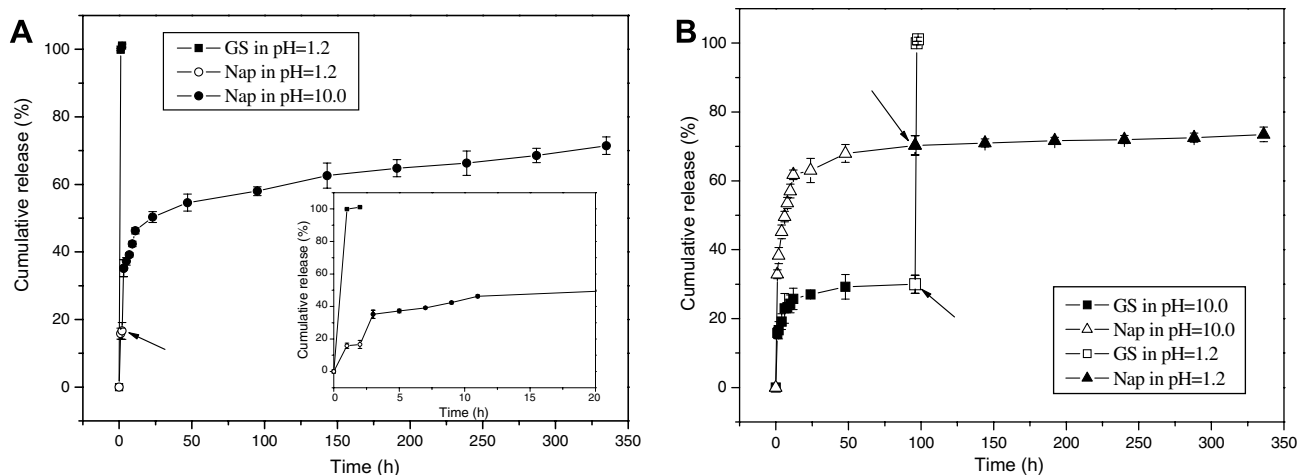 A
GS in pH=1.2
Nap in pH=1.2
Nap in pH=10.0
Cumulative release (%)
100
80
60
40
20
0
0 50 100 150 200 250 300 350
Time (h)
Cumulative release (%)
100
80
60
40
20
0
0 5 10 15 20
Time (h)
B
Cumulative release (%)
100
80
60
40
20
0
GS in pH=10.0
Nap in pH=10.0
GS in pH=1.2
Nap in pH=1.2
0 50 100 150 200 250 300 350
Time (h)